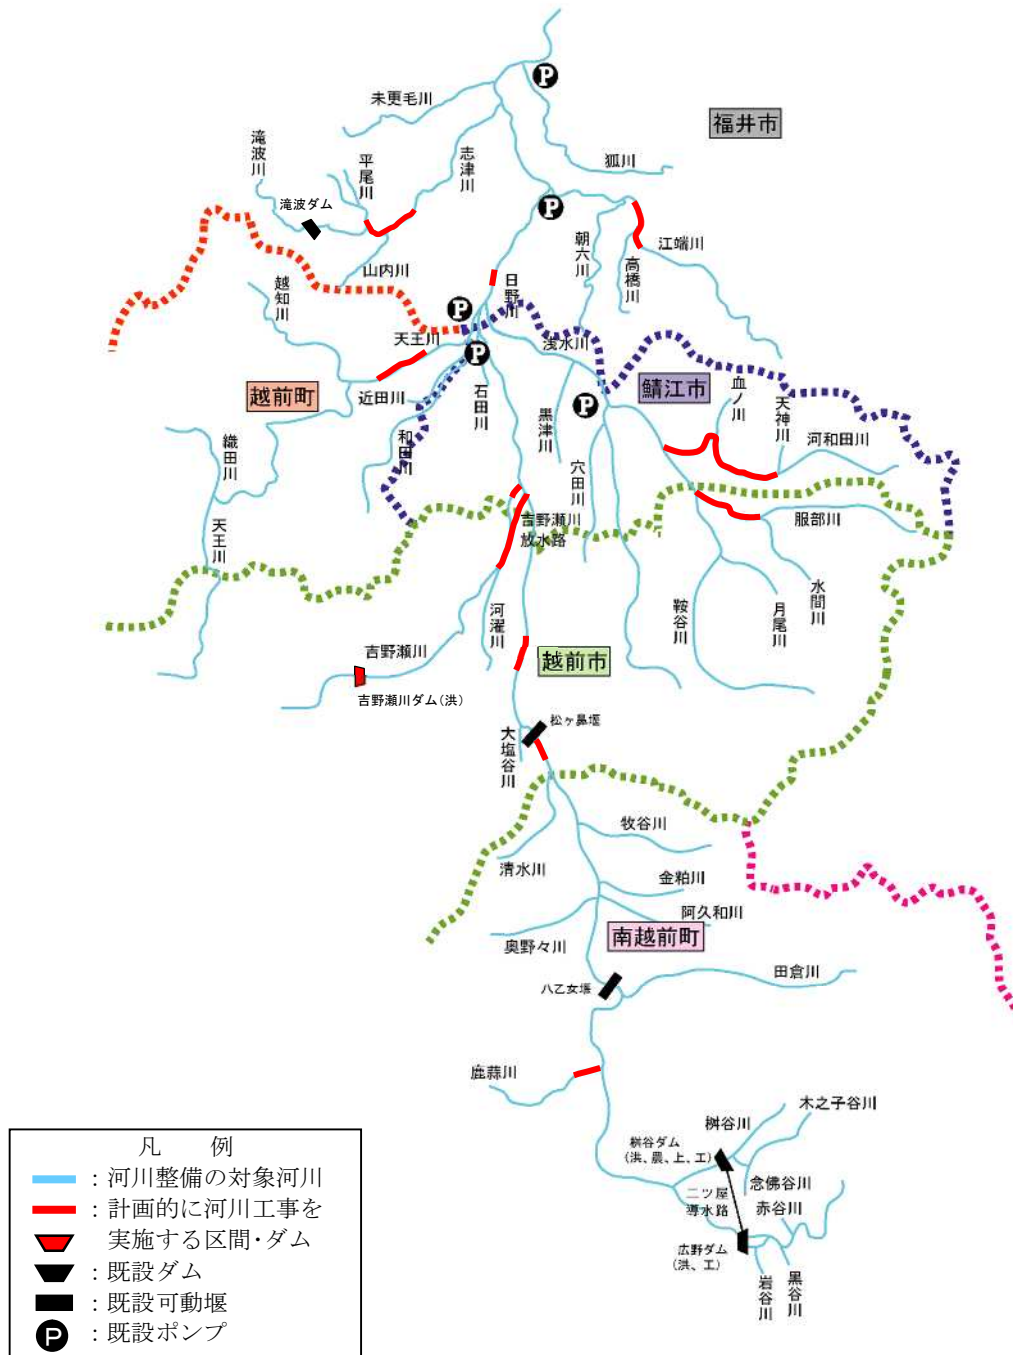 P
未更毛川
福井市
滝波川
平尾川
志津川
狐川
滝波ダム
P
朝六川
高橋川
江端川
山内川
越知川
日野川
P
天王川
浅水川
P
越前町
近田川
石田川
鯖江市
血ノ川
天神川
河和田川
P
黒津川
織田川
和田川
穴田川
吉野瀬川
放水路
服部川
天王川
水間川
河濯川
鞍谷川
月尾川
吉野瀬川
越前市
吉野瀬川ダム(洪)
松ヶ鼻堰
大塩谷川
牧谷川
清水川
金粕川
阿久和川
奥野々川
南越前町
田倉川
八乙女堰
鹿蒜川
木之子谷川
桝谷川
桝谷ダム
(洪、農、上、工)
念佛谷川
二ツ屋
導水路
赤谷川
広野ダム
(洪、工)
岩谷川
黒谷川
凡 例
：河川整備の対象河川
：計画的に河川工事を
実施する区間・ダム
：既設ダム
：既設可動堰
P：既設ポンプ